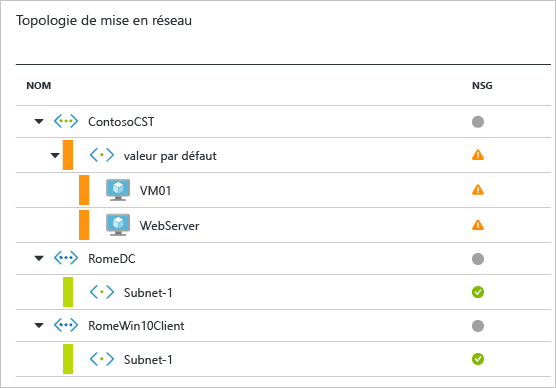 Topologie de mise en réseau
NOM NSG
ContosoCST
valeur par défaut
VM01
WebServer
RomeDC
Subnet-1
RomeWin10Client
Subnet-1